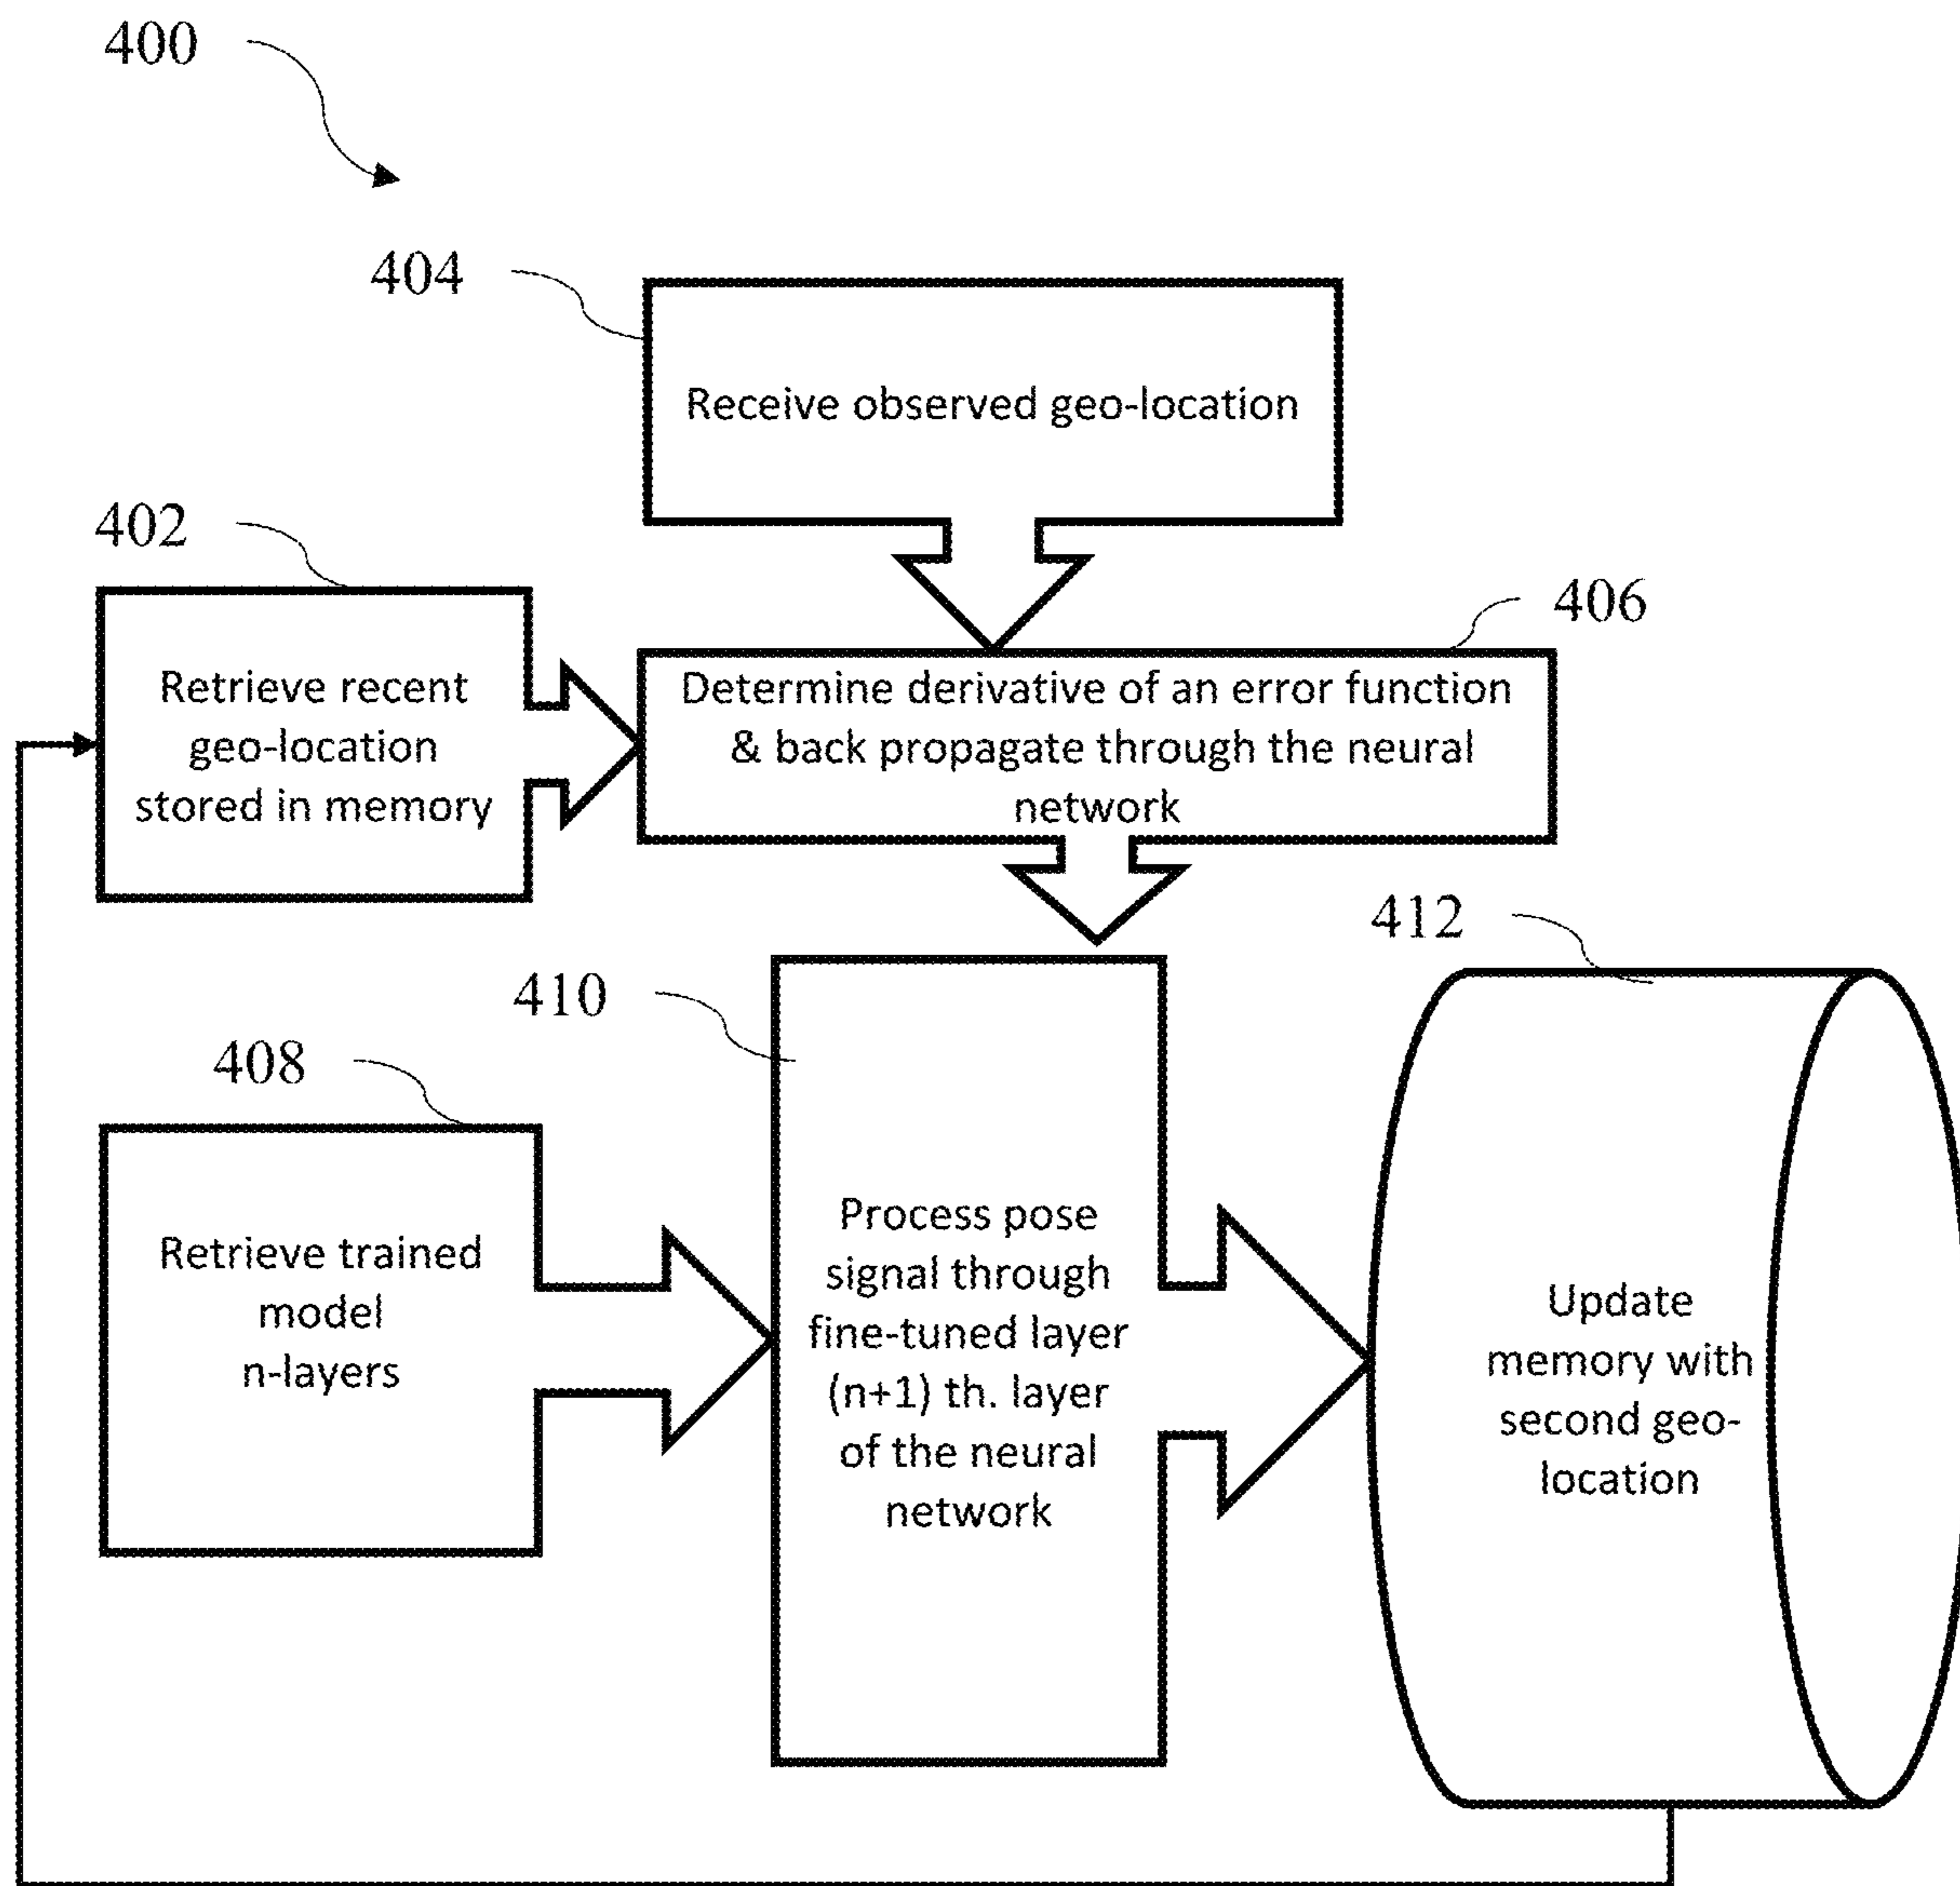 400
404
Receive observed geo-location
402
Retrieve recent
geo-location
stored in memory
406
Determine derivative of an error function
& back propagate through the neural
network
408
Retrieve trained
model
n-layers
410
Process pose
signal through
fine-tuned layer
(n+1) th. layer
of the neural
network
412
Update
memory with
second geo-
location